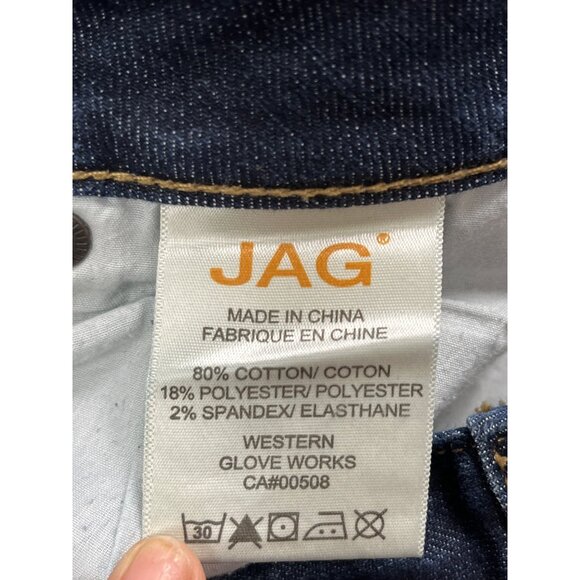 JAG®
MADE IN CHINA
FABRIQUE EN CHINE
80% COTTON/ COTON
18% POLYESTER/ POLYESTER
2% SPANDEX/ ELASTHANE
WESTERN
GLOVE WORKS
CA#00508
30